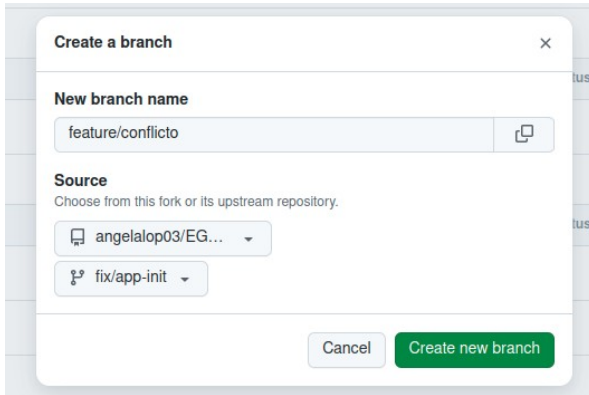 Create a branch
New branch name
feature/conflicto
Source
Choose from this fork or its upstream repository.
angelalop03/EG...
fix/app-init
Cancel
Create new branch